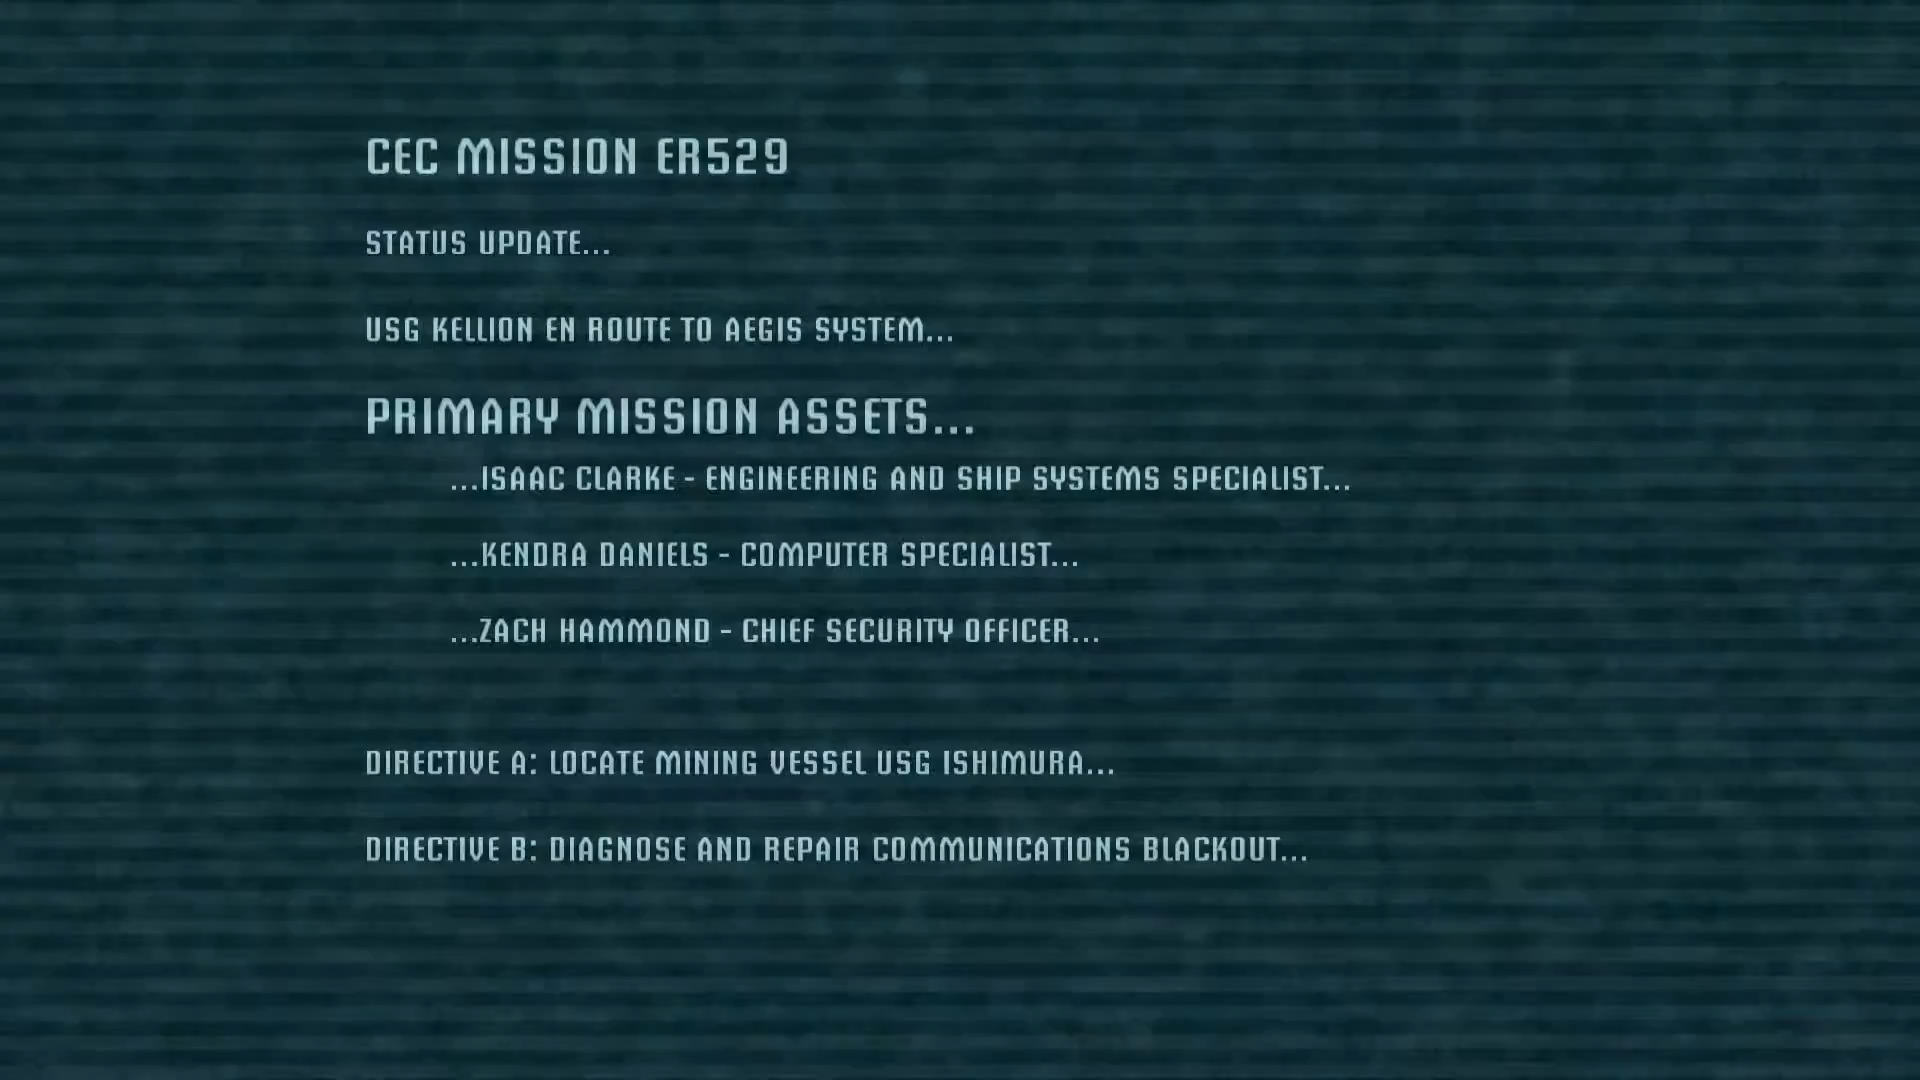 CEC MISSION ER529
STATUS UPDATE...
USG KELLION EN ROUTE TO AEGIS SYSTEM...
PRIMARY MISSION ASSETS...
...ISAAC CLARKE - ENGINEERING AND SHIP SYSTEMS SPECIALIST...
...KENDRA DANIELS - COMPUTER SPECIALIST...
...ZACH HAMMOND - CHIEF SECURITY OFFICER...
DIRECTIVE A: LOCATE MINING VESSEL USG ISHIMURA...
DIRECTIVE B: DIAGNOSE AND REPAIR COMMUNICATIONS BLACKOUT...